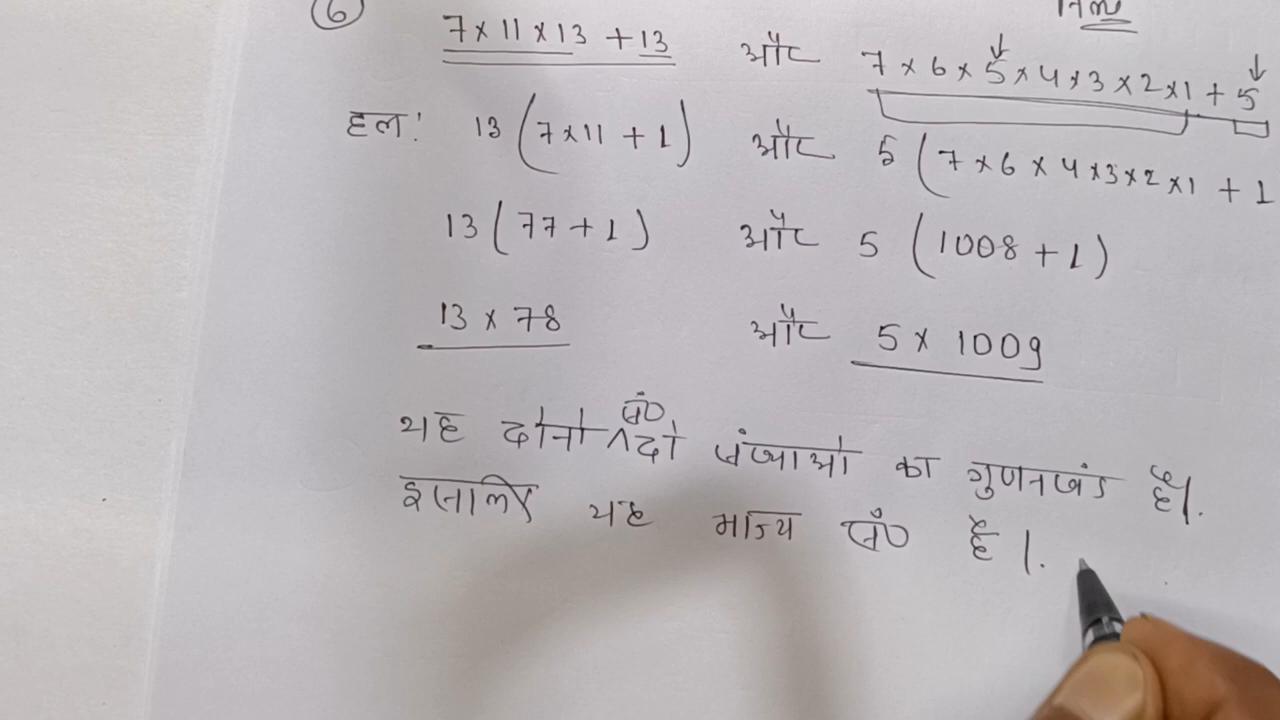 6 7 × 11 × 13 + 13 और 7 × 6 × 5 × 4 × 3 × 2 × 1 + 5
हल: 13 (7 × 11 + 1) और 5 (7 × 6 × 4 × 3 × 2 × 1 + 1
13 (77 + 1) और 5 (1008 + 1)
13 × 78 और 5 × 1009
यह दोनो सं० दो संख्याओ का गुणनखंड है।
इसलिए यह भाज्य सं० है।